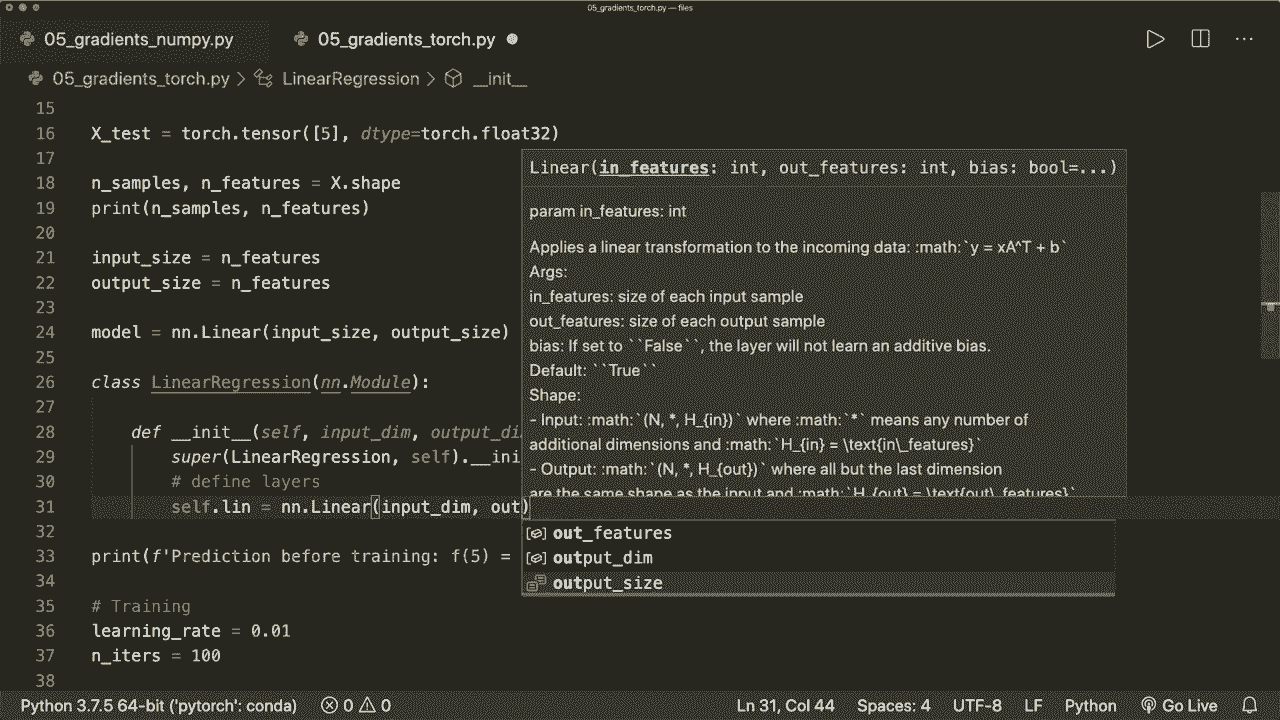 05_gradients_torch.py — files
05_gradients_numpy.py
05_gradients_torch.py
05_gradients_torch.py > LinearRegression > __init__
15
16 X_test = torch.tensor([5], dtype=torch.float32)
17
18 n_samples, n_features = X.shape
19 print(n_samples, n_features)
20
21 input_size = n_features
22 output_size = n_features
23
24 model = nn.Linear(input_size, output_size)
25
26 class LinearRegression(nn.Module):
27
28 def __init__(self, input_dim, output_di
29 super(LinearRegression, self).__ini
30 # define layers
31 self.lin = nn.Linear(input_dim, out)
32
33 print(f'Prediction before training: f(5) =
34
35 # Training
36 learning_rate = 0.01
37 n_iters = 100
38
Linear(in_features: int, out_features: int, bias: bool=...)
param in_features: int
Applies a linear transformation to the incoming data: :math:`y = xA^T + b`
Args:
in_features: size of each input sample
out_features: size of each output sample
bias: If set to ``False``, the layer will not learn an additive bias.
Default: ``True``
Shape:
- Input: :math:`(N, *, H_{in})` where :math:`*` means any number of
additional dimensions and :math:`H_{in} = \text{in\_features}`
- Output: :math:`(N, *, H_{out})` where all but the last dimension
are the same shape as the input and :math:`H_{out} = \text{out\_features}`
out_features
output_dim
output_size
Python 3.7.5 64-bit ('pytorch': conda) 0 0 Ln 31, Col 44 Spaces: 4 UTF-8 LF Python Go Live